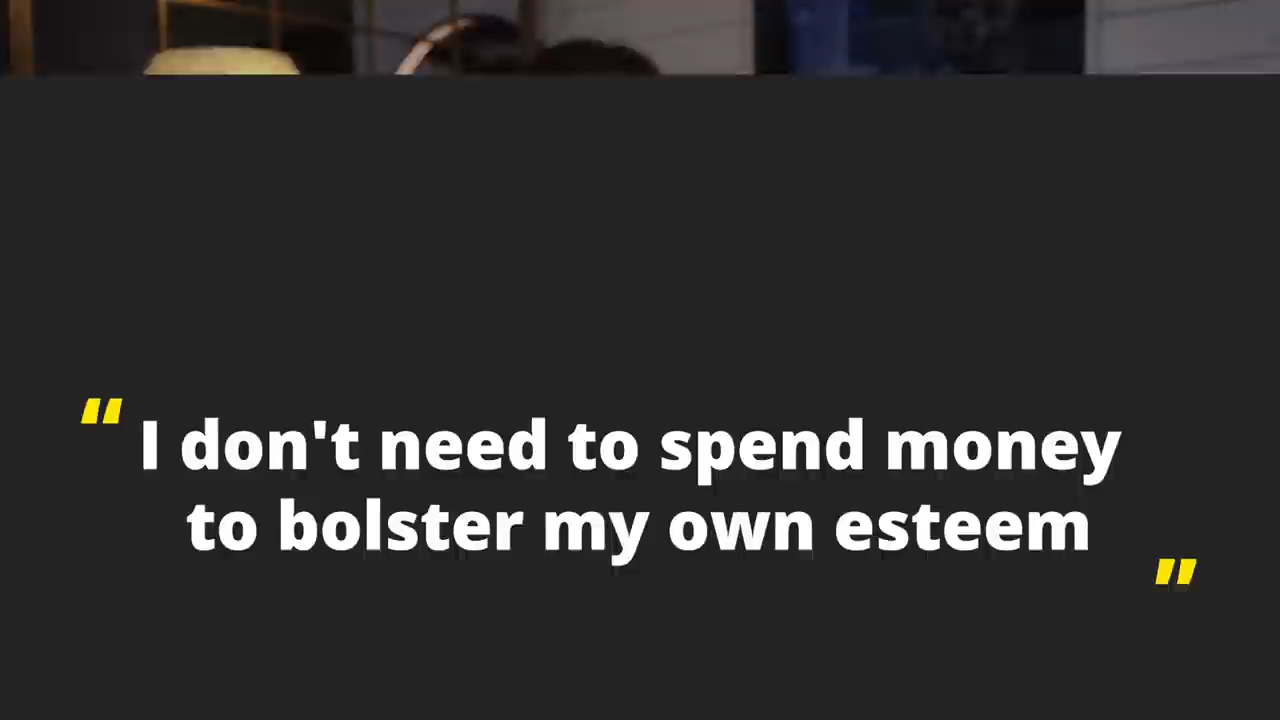 “ I don't need to spend money
to bolster my own esteem ”